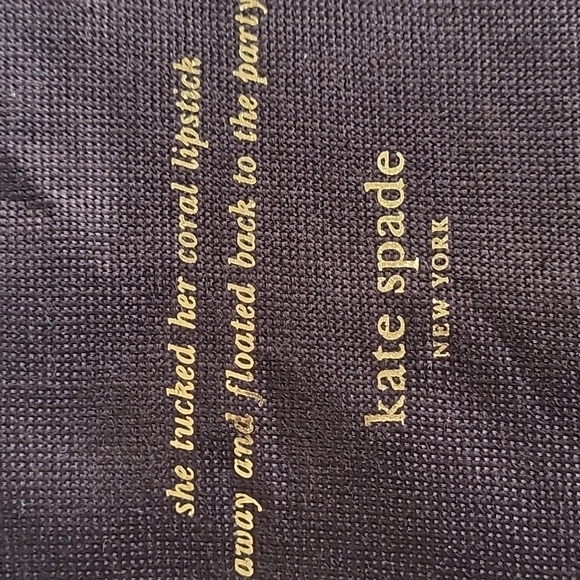 she tucked her coral lipstick
away and floated back to the party
kate spade
NEW YORK